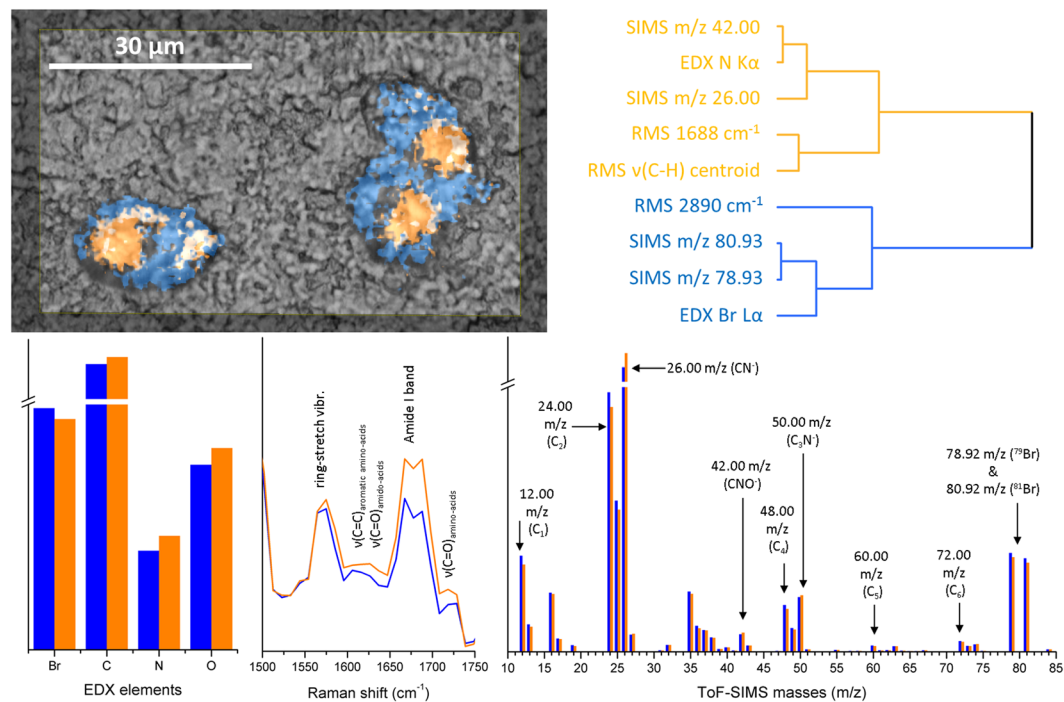 30 µm
SIMS m/z 42.00
EDX N Kα
SIMS m/z 26.00
RMS 1688 cm⁻¹
RMS ν(C-H) centroid
RMS 2890 cm⁻¹
SIMS m/z 80.93
SIMS m/z 78.93
EDX Br Lα
Br C N O
EDX elements
ring-stretch vibr.
ν(C=C)aromatic amino-acids
ν(C=O)amido-acids
Amide I band
ν(C=O)amino-acids
1500 1550 1600 1650 1700 1750
Raman shift (cm⁻¹)
12.00
m/z
(C₁)
24.00
m/z
(C₂)
26.00 m/z (CN⁻)
42.00 m/z
(CNO⁻)
48.00
m/z
(C₄)
50.00 m/z
(C₃N⁻)
60.00
m/z
(C₅)
72.00
m/z
(C₆)
78.92 m/z (⁷⁹Br)
&
80.92 m/z (⁸¹Br)
10 15 20 25 30 35 40 45 50 55 60 65 70 75 80 85
ToF-SIMS masses (m/z)